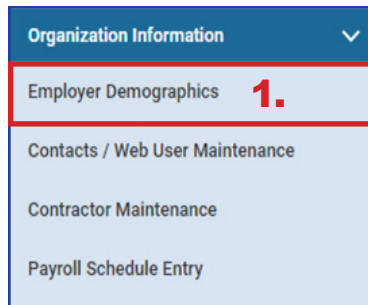 Organization Information
Employer Demographics 1.
Contacts / Web User Maintenance
Contractor Maintenance
Payroll Schedule Entry